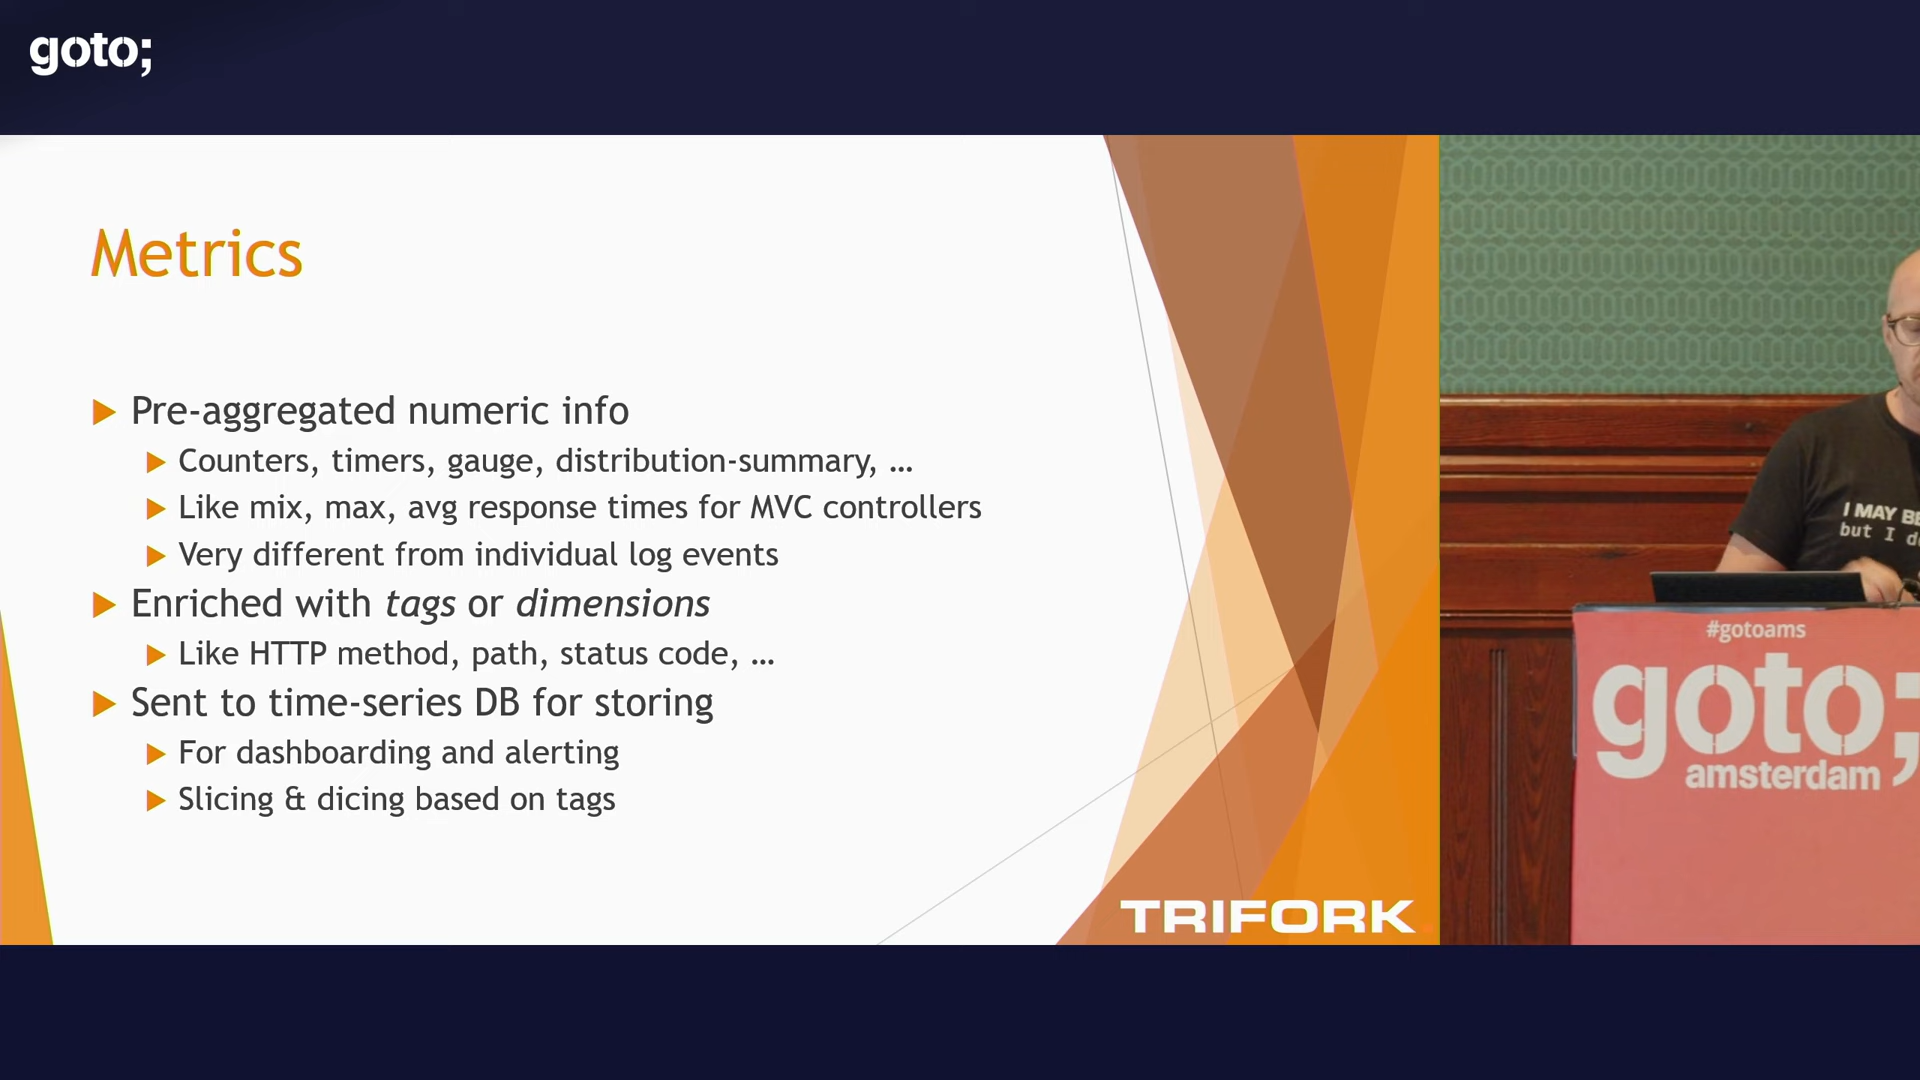 goto;
Metrics
Pre-aggregated numeric info
Counters, timers, gauge, distribution-summary, …
Like mix, max, avg response times for MVC controllers
Very different from individual log events
Enriched with tags or dimensions
Like HTTP method, path, status code, …
Sent to time-series DB for storing
For dashboarding and alerting
Slicing & dicing based on tags
TRIFORK.
I MAY BE
but I do
#gotoams
goto;
amsterdam